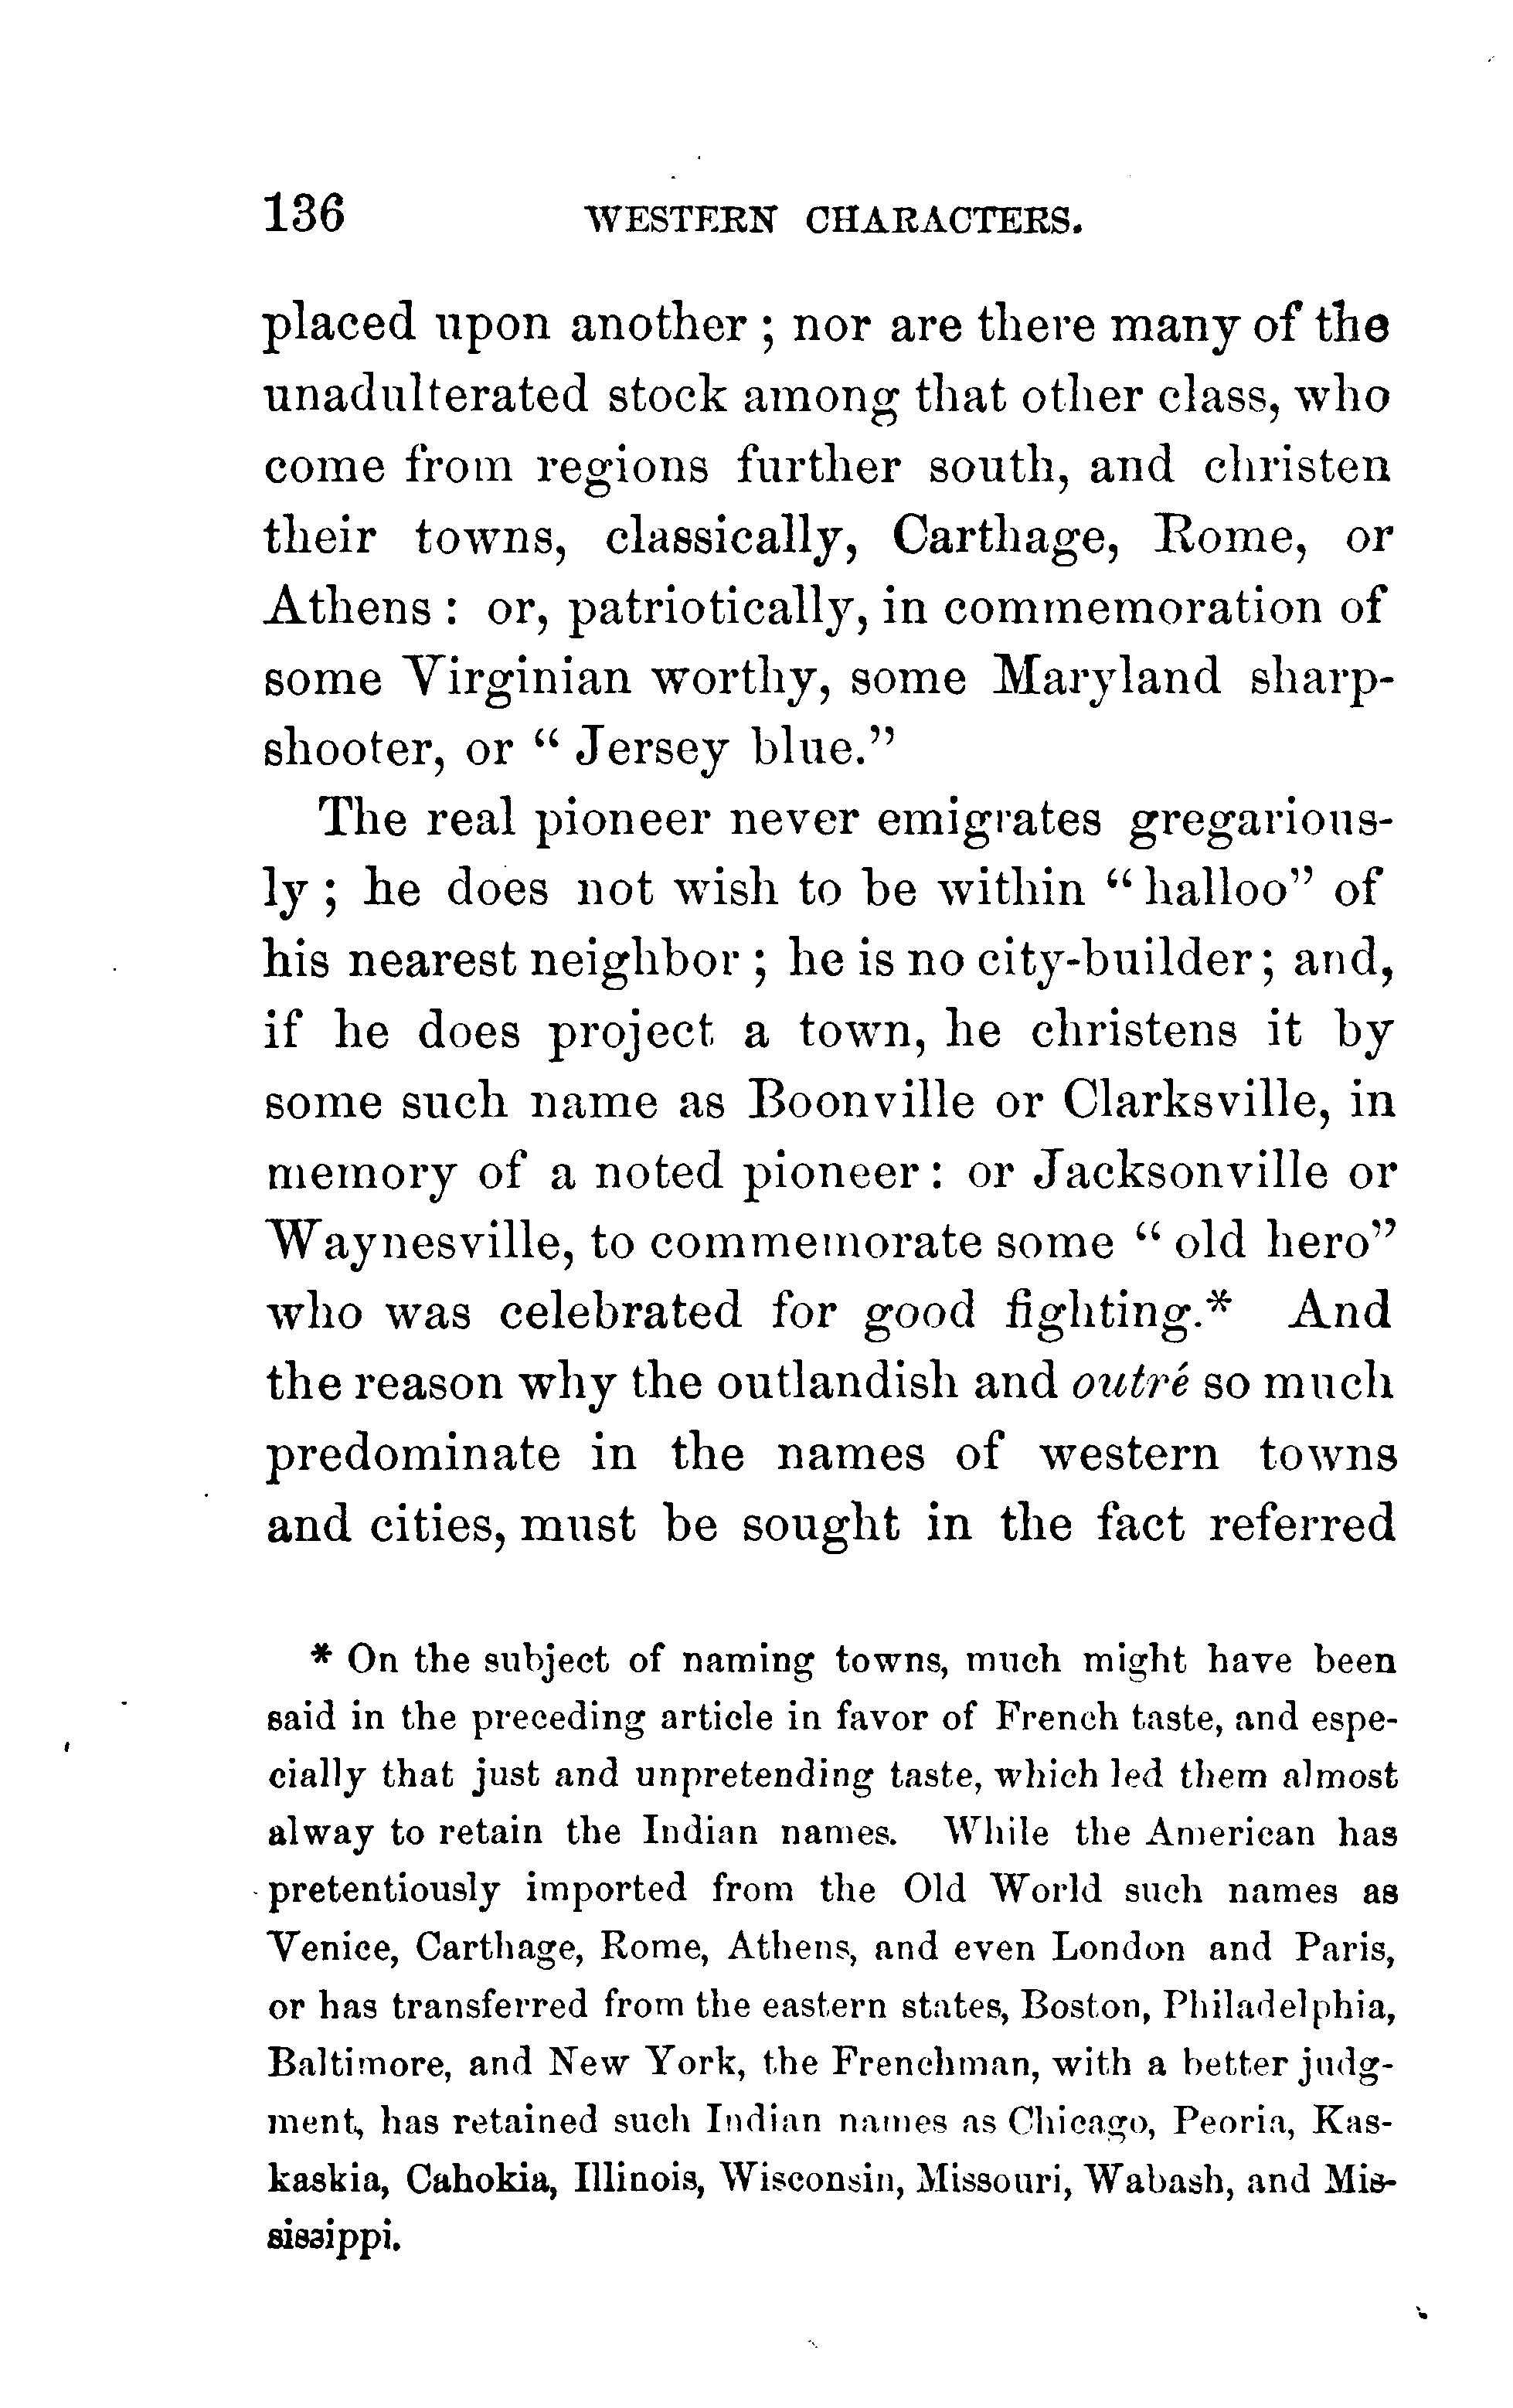 136 WESTERN CHARACTERS.
placed upon another ; nor are there many of the
unadulterated stock among that other class, who
come from regions further south, and christen
their towns, classically, Carthage, Rome, or
Athens : or, patriotically, in commemoration of
some Virginian worthy, some Maryland sharp-
shooter, or “ Jersey blue.”
The real pioneer never emigrates gregarious-
ly ; he does not wish to be within “ halloo” of
his nearest neighbor ; he is no city-builder ; and,
if he does project a town, he christens it by
some such name as Boonville or Clarksville, in
memory of a noted pioneer : or Jacksonville or
Waynesville, to commemorate some “ old hero”
who was celebrated for good fighting.* And
the reason why the outlandish and outré so much
predominate in the names of western towns
and cities, must be sought in the fact referred
* On the subject of naming towns, much might have been
said in the preceding article in favor of French taste, and espe-
cially that just and unpretending taste, which led them almost
alway to retain the Indian names. While the American has
pretentiously imported from the Old World such names as
Venice, Carthage, Rome, Athens, and even London and Paris,
or has transferred from the eastern states, Boston, Philadelphia,
Baltimore, and New York, the Frenchman, with a better judg-
ment, has retained such Indian names as Chicago, Peoria, Kas-
kaskia, Cahokia, Illinois, Wisconsin, Missouri, Wabash, and Mis-
sissippi.